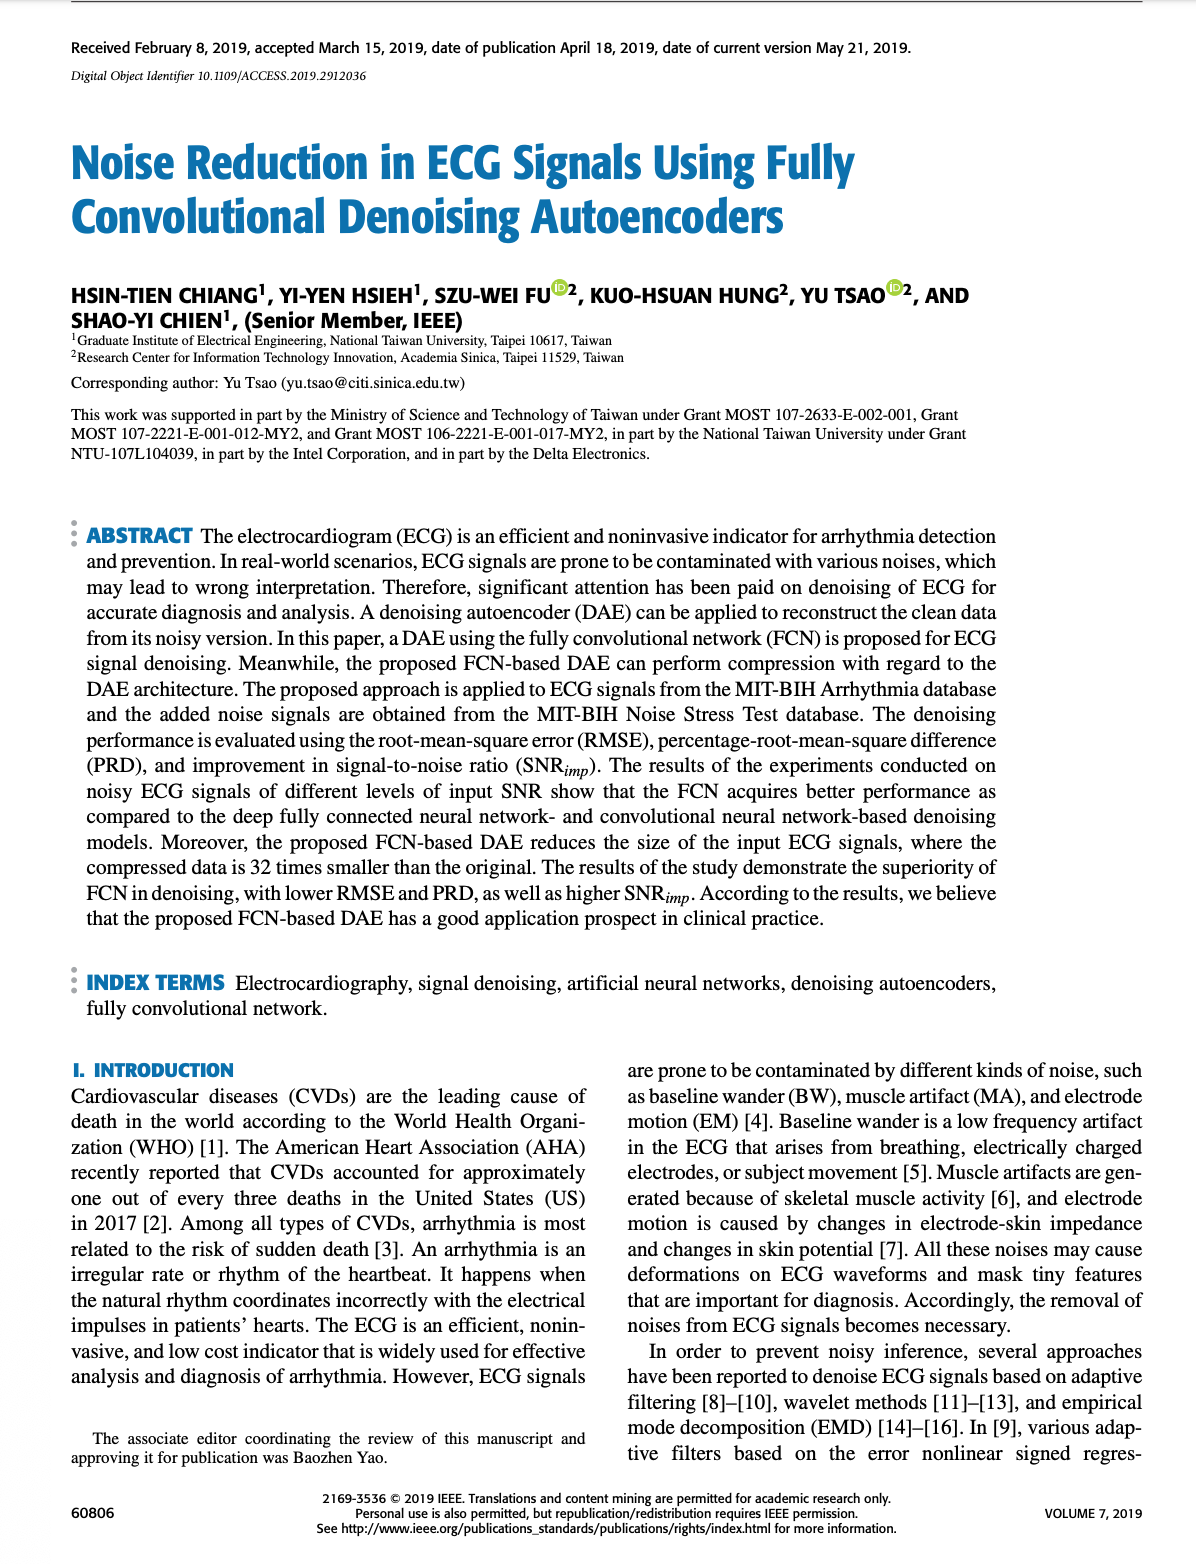 Received February 8, 2019, accepted March 15, 2019, date of publication April 18, 2019, date of current version May 21, 2019.
Digital Object Identifier 10.1109/ACCESS.2019.2912036
Noise Reduction in ECG Signals Using Fully
Convolutional Denoising Autoencoders
HSIN-TIEN CHIANG1, YI-YEN HSIEH1, SZU-WEI FU iD 2, KUO-HSUAN HUNG2, YU TSAO iD 2, AND
SHAO-YI CHIEN1, (Senior Member, IEEE)
1Graduate Institute of Electrical Engineering, National Taiwan University, Taipei 10617, Taiwan
2Research Center for Information Technology Innovation, Academia Sinica, Taipei 11529, Taiwan
Corresponding author: Yu Tsao (yu.tsao@citi.sinica.edu.tw)
This work was supported in part by the Ministry of Science and Technology of Taiwan under Grant MOST 107-2633-E-002-001, Grant
MOST 107-2221-E-001-012-MY2, and Grant MOST 106-2221-E-001-017-MY2, in part by the National Taiwan University under Grant
NTU-107L104039, in part by the Intel Corporation, and in part by the Delta Electronics.
ABSTRACT The electrocardiogram (ECG) is an efficient and noninvasive indicator for arrhythmia detection
and prevention. In real-world scenarios, ECG signals are prone to be contaminated with various noises, which
may lead to wrong interpretation. Therefore, significant attention has been paid on denoising of ECG for
accurate diagnosis and analysis. A denoising autoencoder (DAE) can be applied to reconstruct the clean data
from its noisy version. In this paper, a DAE using the fully convolutional network (FCN) is proposed for ECG
signal denoising. Meanwhile, the proposed FCN-based DAE can perform compression with regard to the
DAE architecture. The proposed approach is applied to ECG signals from the MIT-BIH Arrhythmia database
and the added noise signals are obtained from the MIT-BIH Noise Stress Test database. The denoising
performance is evaluated using the root-mean-square error (RMSE), percentage-root-mean-square difference
(PRD), and improvement in signal-to-noise ratio (SNRimp). The results of the experiments conducted on
noisy ECG signals of different levels of input SNR show that the FCN acquires better performance as
compared to the deep fully connected neural network- and convolutional neural network-based denoising
models. Moreover, the proposed FCN-based DAE reduces the size of the input ECG signals, where the
compressed data is 32 times smaller than the original. The results of the study demonstrate the superiority of
FCN in denoising, with lower RMSE and PRD, as well as higher SNRimp. According to the results, we believe
that the proposed FCN-based DAE has a good application prospect in clinical practice.
INDEX TERMS Electrocardiography, signal denoising, artificial neural networks, denoising autoencoders,
fully convolutional network.
I. INTRODUCTION
Cardiovascular diseases (CVDs) are the leading cause of
death in the world according to the World Health Organi-
zation (WHO) [1]. The American Heart Association (AHA)
recently reported that CVDs accounted for approximately
one out of every three deaths in the United States (US)
in 2017 [2]. Among all types of CVDs, arrhythmia is most
related to the risk of sudden death [3]. An arrhythmia is an
irregular rate or rhythm of the heartbeat. It happens when
the natural rhythm coordinates incorrectly with the electrical
impulses in patients’ hearts. The ECG is an efficient, nonin-
vasive, and low cost indicator that is widely used for effective
analysis and diagnosis of arrhythmia. However, ECG signals
The associate editor coordinating the review of this manuscript and
approving it for publication was Baozhen Yao.
are prone to be contaminated by different kinds of noise, such
as baseline wander (BW), muscle artifact (MA), and electrode
motion (EM) [4]. Baseline wander is a low frequency artifact
in the ECG that arises from breathing, electrically charged
electrodes, or subject movement [5]. Muscle artifacts are gen-
erated because of skeletal muscle activity [6], and electrode
motion is caused by changes in electrode-skin impedance
and changes in skin potential [7]. All these noises may cause
deformations on ECG waveforms and mask tiny features
that are important for diagnosis. Accordingly, the removal of
noises from ECG signals becomes necessary.
In order to prevent noisy inference, several approaches
have been reported to denoise ECG signals based on adaptive
filtering [8]–[10], wavelet methods [11]–[13], and empirical
mode decomposition (EMD) [14]–[16]. In [9], various adap-
tive filters based on the error nonlinear signed regres-
60806
2169-3536 © 2019 IEEE. Translations and content mining are permitted for academic research only.
Personal use is also permitted, but republication/redistribution requires IEEE permission.
See http://www.ieee.org/publications_standards/publications/rights/index.html for more information.
VOLUME 7, 2019